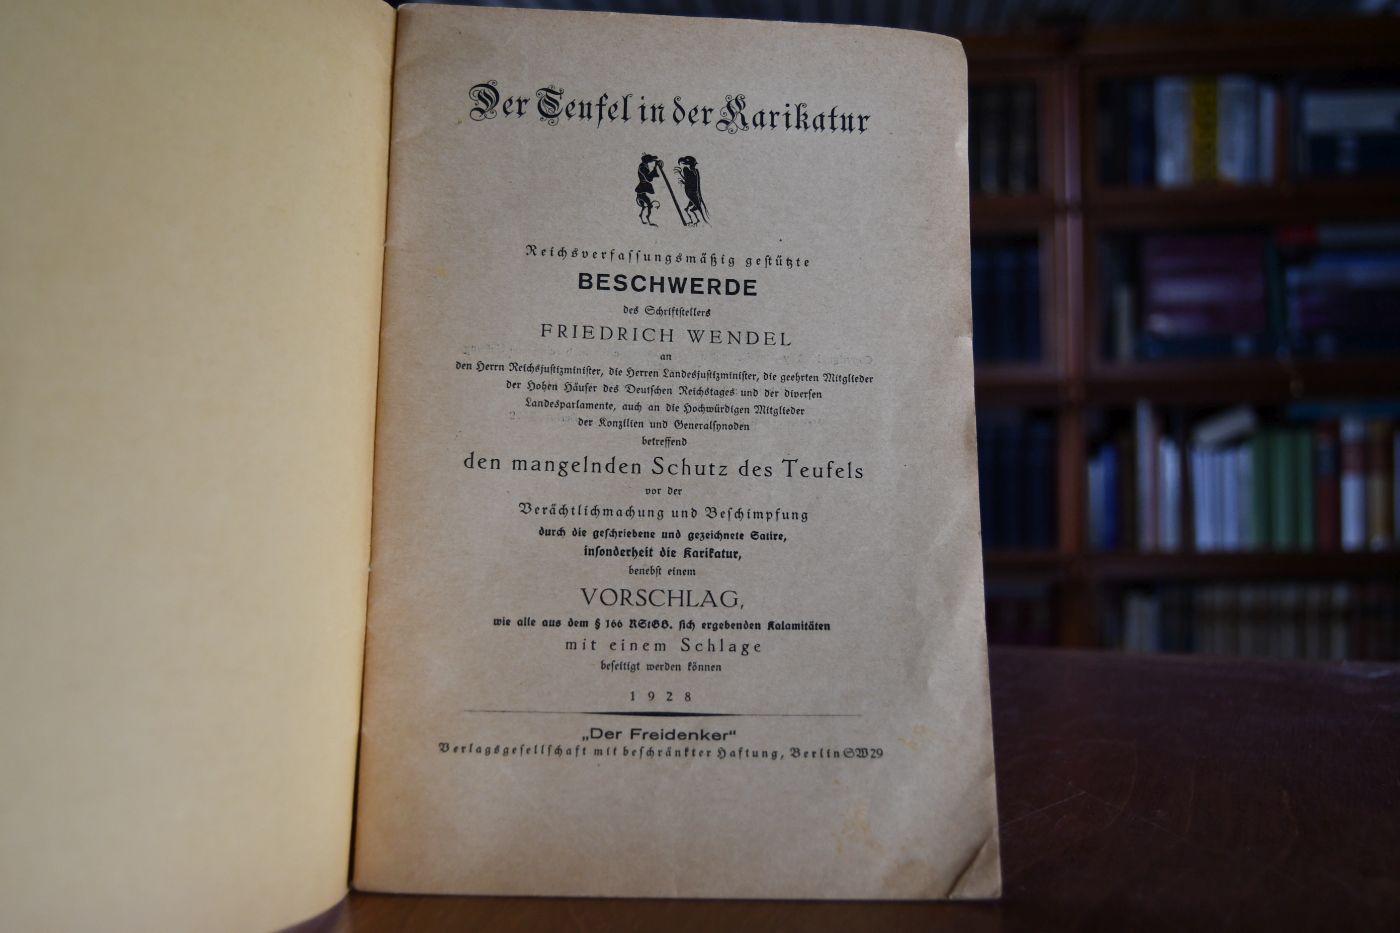 Der Teufel in der Karikatur
Reichsverfassungsmäßig gestützte
BESCHWERDE
des Schriftstellers
FRIEDRICH WENDEL
an
den Herrn Reichsjustizminister, die Herren Landesjustizminister, die geehrten Mitglieder
der Hohen Häuser des Deutschen Reichstages und der diversen
Landesparlamente, auch an die Hochwürdigen Mitglieder
der Konzilien und Generalsynoden
betreffend
den mangelnden Schutz des Teufels
vor der
Verächtlichmachung und Beschimpfung
durch die geschriebene und gezeichnete Satire,
insonderheit die Karikatur,
benebst einem
VORSCHLAG,
wie alle aus dem § 166 RStGB. sich ergebenden Kalamitäten
mit einem Schlage
beseitigt werden können
1928
„Der Freidenker“
Verlagsgesellschaft mit beschränkter Haftung, Berlin SW29